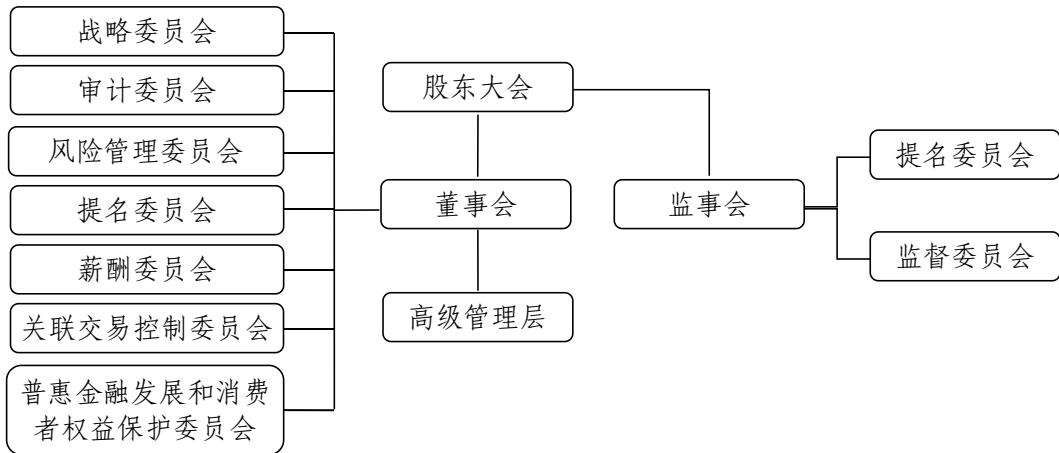 战略委员会
审计委员会
风险管理委员会
提名委员会
薪酬委员会
关联交易控制委员会
普惠金融发展和消费
者权益保护委员会
股东大会
董事会
高级管理层
监事会
提名委员会
监督委员会